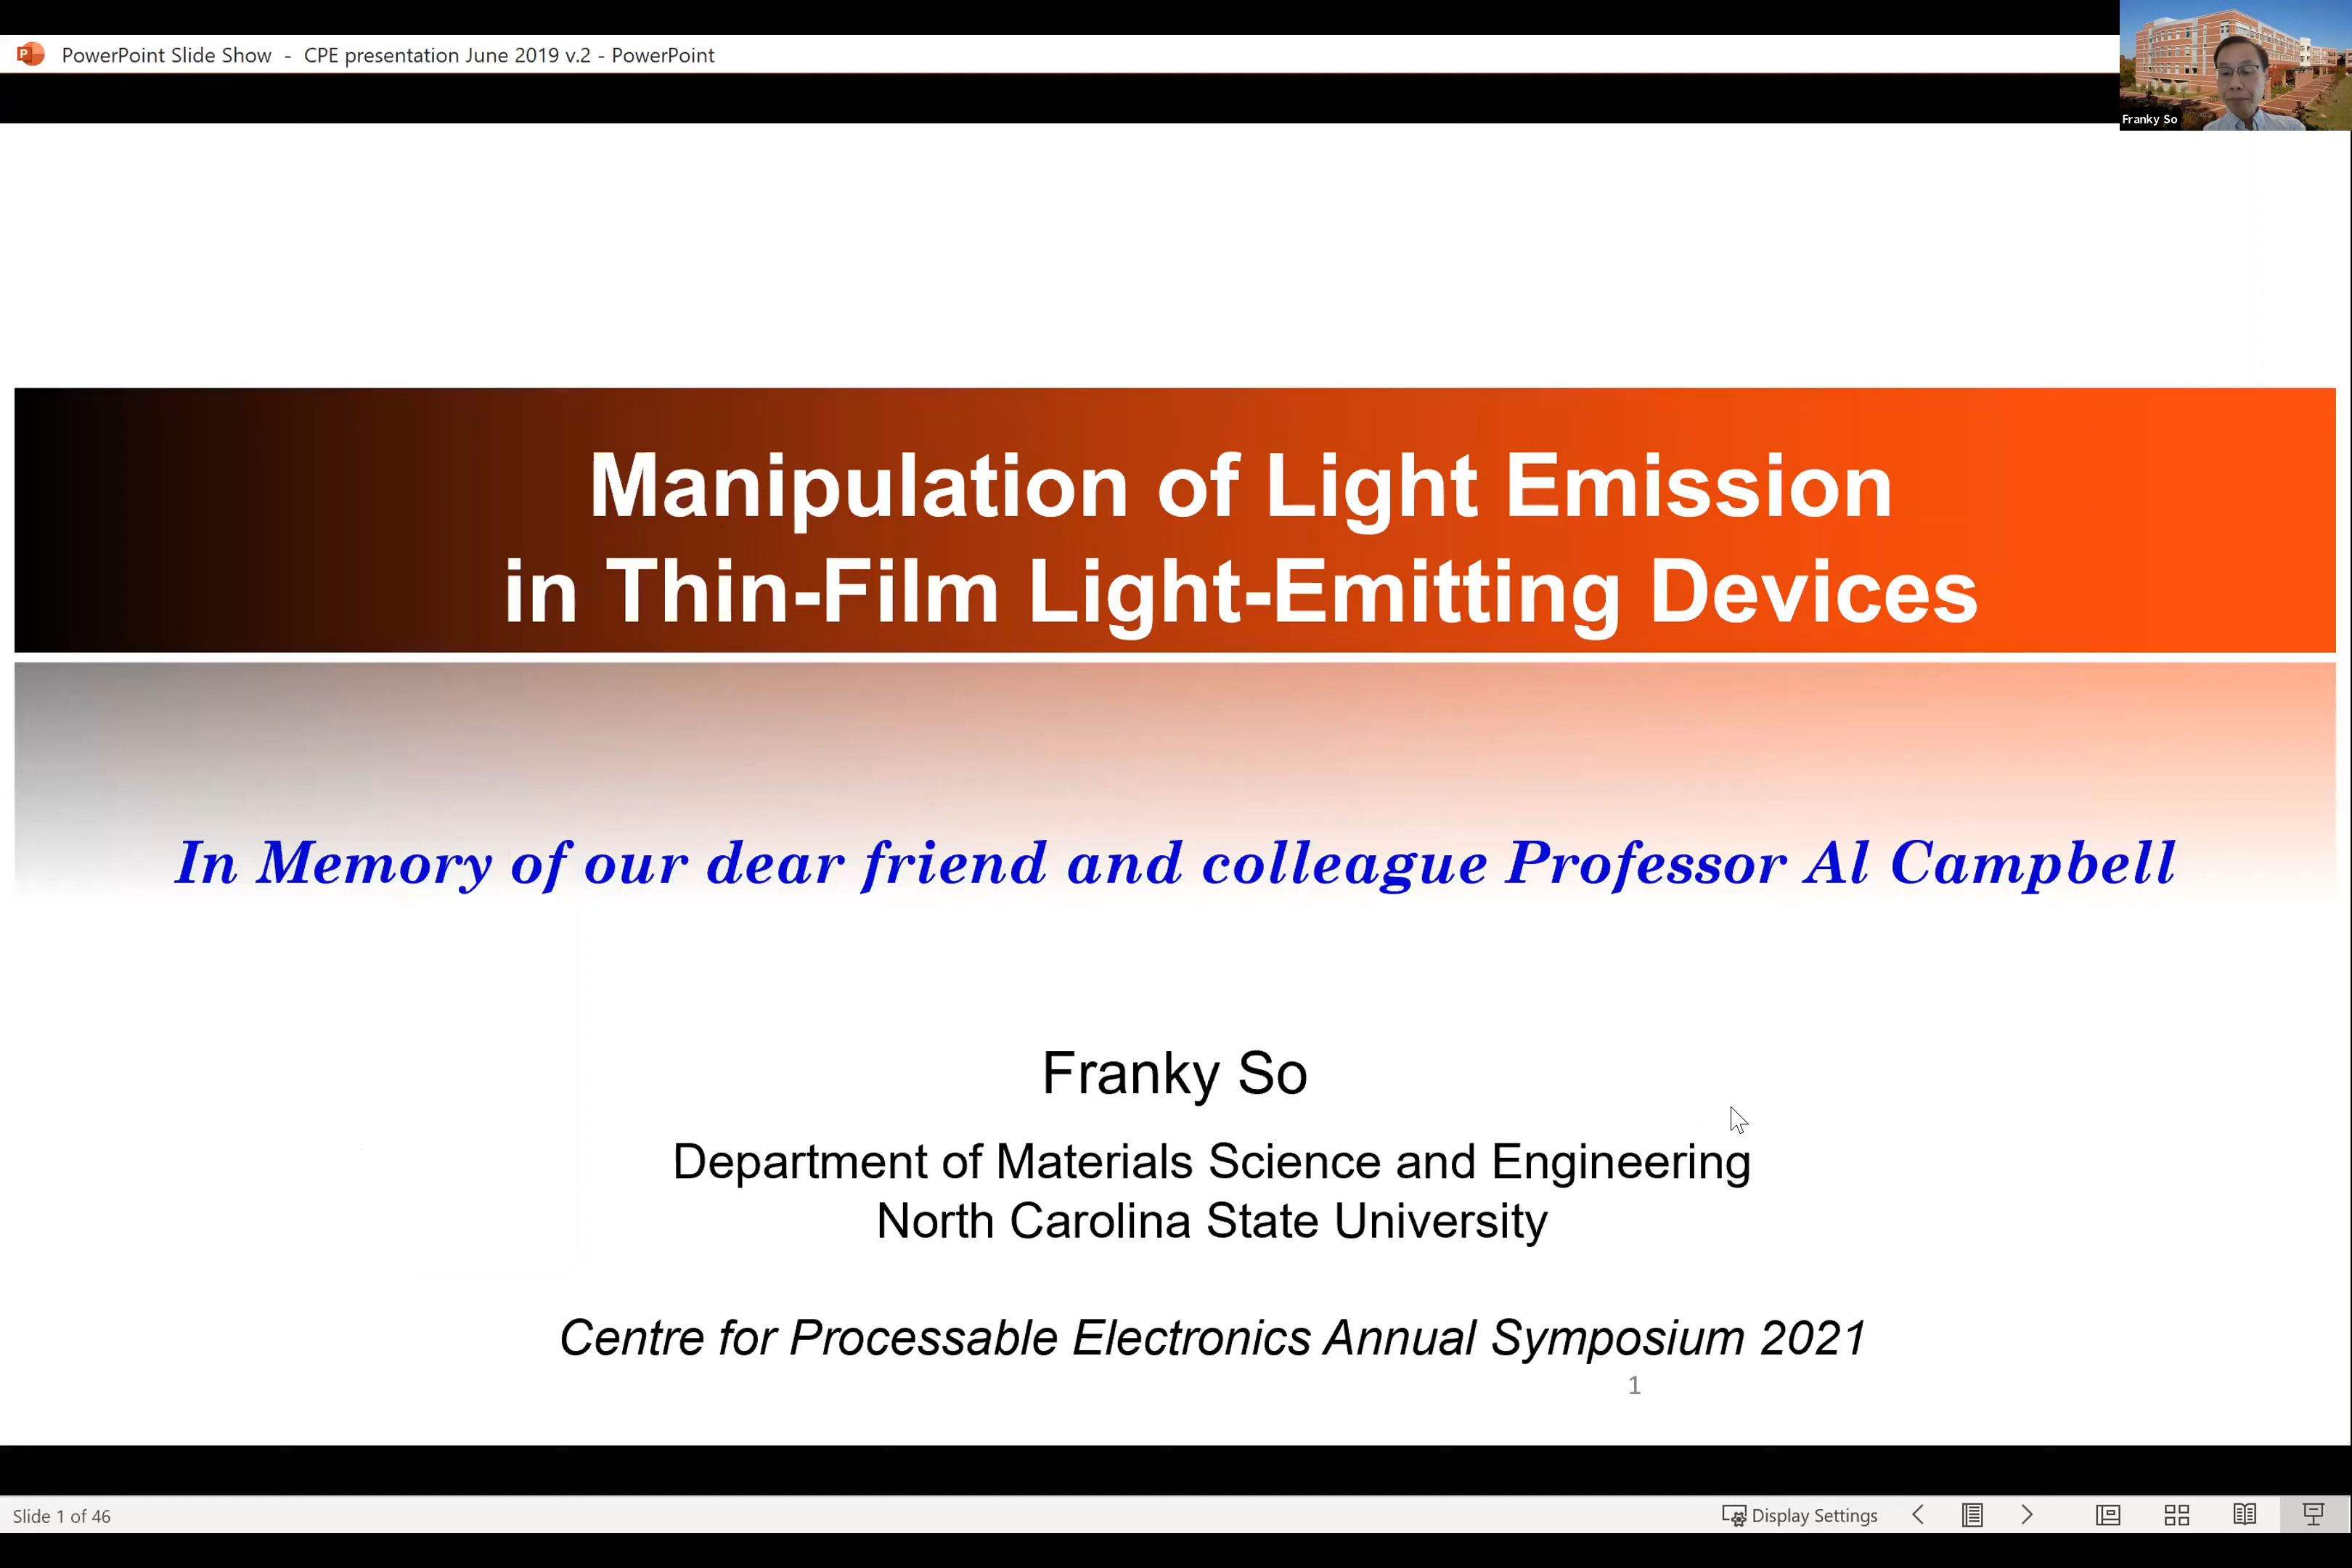 PowerPoint Slide Show - CPE presentation June 2019 v.2 - PowerPoint
Franky So
Manipulation of Light Emission
in Thin-Film Light-Emitting Devices
In Memory of our dear friend and colleague Professor Al Campbell
Franky So
Department of Materials Science and Engineering
North Carolina State University
Centre for Processable Electronics Annual Symposium 2021
1
Slide 1 of 46
Display Settings